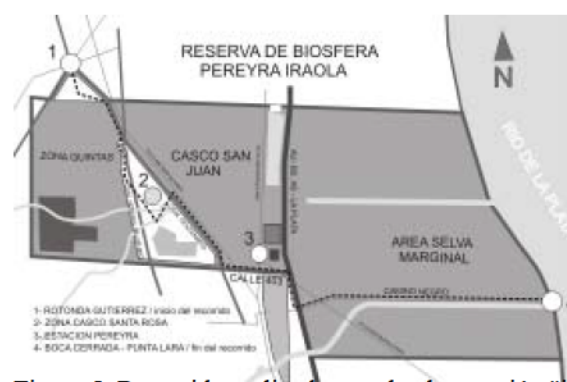 1
RESERVA DE BIOSFERA
PEREYRA IRAOLA
N
RIO DE LA PLATA
ZONA QUINTAS
CASCO SAN
JUAN
2
3
AREA SELVA
MARGINAL
CALLE 403
CAMINO NEGRO
4
1- ROTONDA GUTIERREZ / inicio del recorrido
2- ZONA CASCO SANTA ROSA
3- ESTACION PEREYRA
4- BOCA CERRADA - PUNTA LARA / fin del recorrido